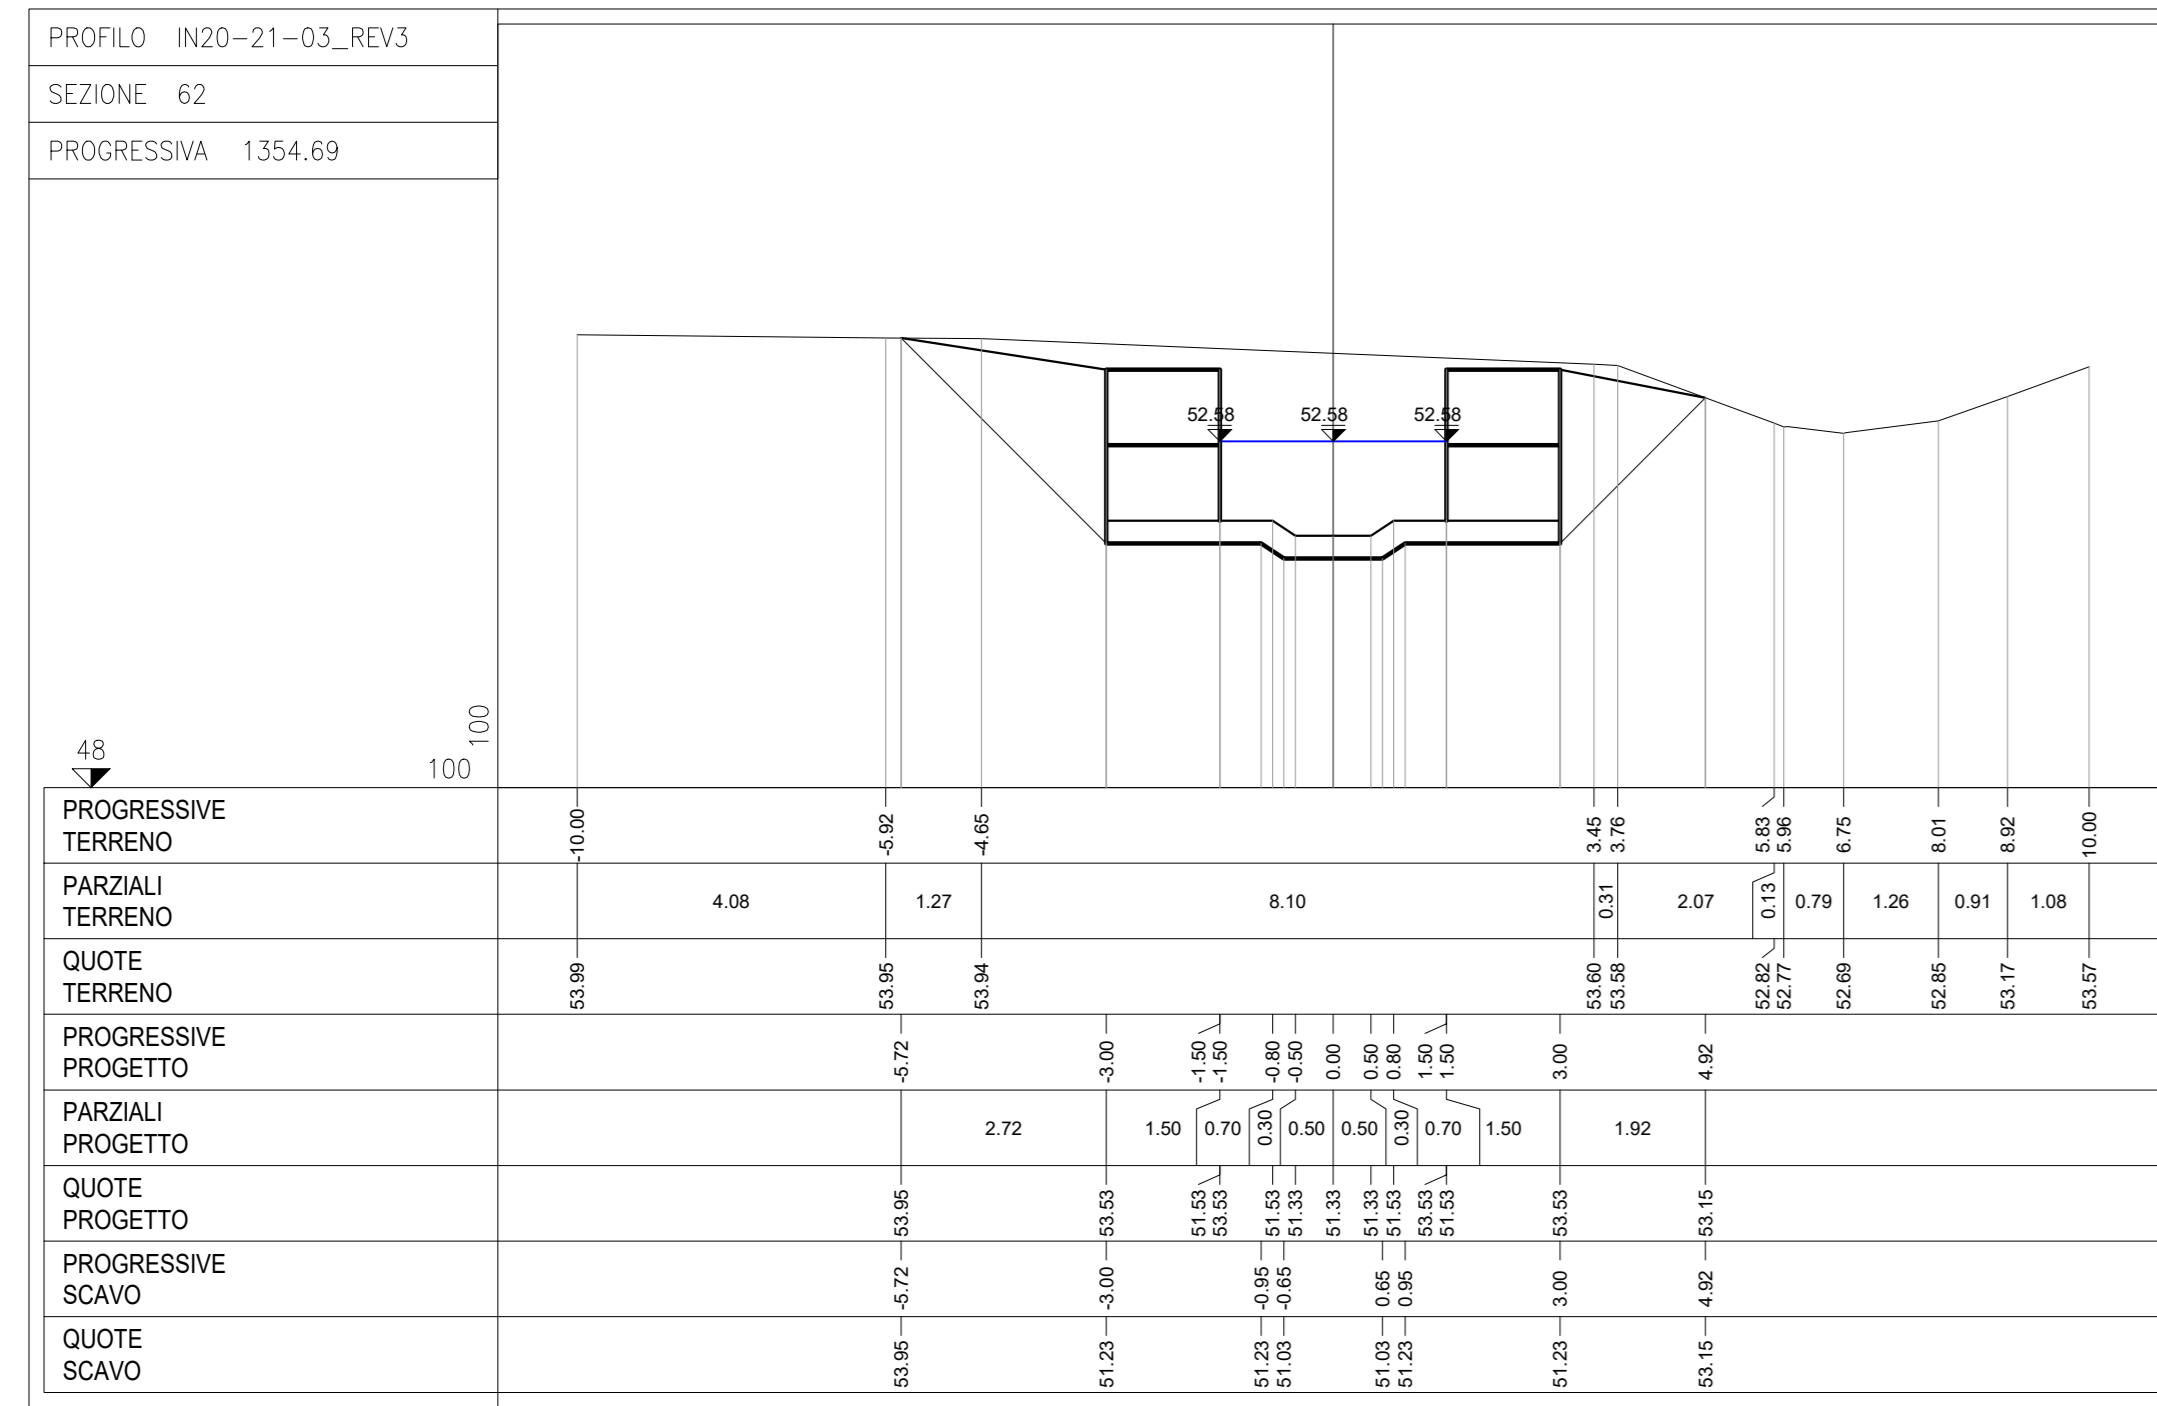 PROFILO IN20-21-03_REV3
SEZIONE 62
PROGRESSIVA 1354.69
52.58 52.58 52.58
100
48
100
PROGRESSIVE
TERRENO
-10.00 -5.92 -4.65 3.45 3.76 5.83 5.96 6.75 8.01 8.92 10.00
PARZIALI
TERRENO
4.08 1.27 8.10 0.31 2.07 0.13 0.79 1.26 0.91 1.08
QUOTE
TERRENO
53.99 53.95 53.94 53.60 53.58 52.82 52.77 52.69 52.85 53.17 53.57
PROGRESSIVE
PROGETTO
-5.72 -3.00 -1.50 -1.50 -0.80 -0.50 0.00 0.50 0.80 1.50 1.50 3.00 4.92
PARZIALI
PROGETTO
2.72 1.50 0.70 0.30 0.50 0.50 0.30 0.70 1.50 1.92
QUOTE
PROGETTO
53.95 53.53 51.53 53.53 51.53 51.33 51.33 51.33 51.53 53.53 51.53 53.53 53.15
PROGRESSIVE
SCAVO
-5.72 -3.00 -0.95 -0.65 0.65 0.95 3.00 4.92
QUOTE
SCAVO
53.95 51.23 51.23 51.03 51.03 51.23 51.23 53.15